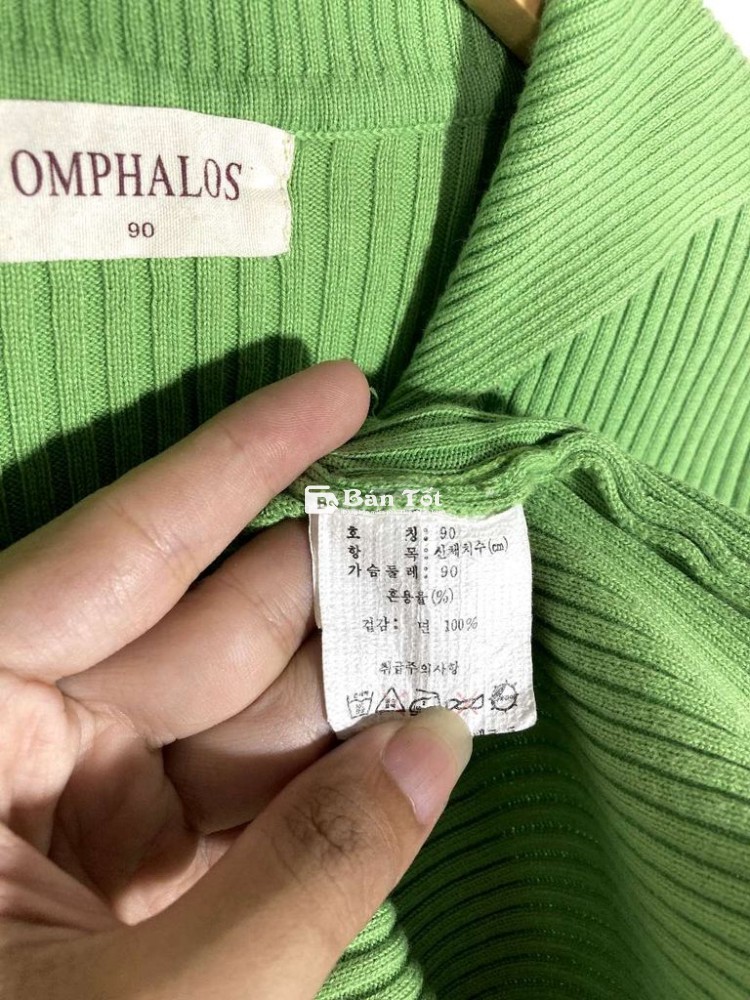 OMPHALOS
90
Bán Tốt
호 칭: 90
항 목: 신체치수(cm)
가슴둘레: 90
혼용율(%)
겉감: 면 100%
취급주의사항